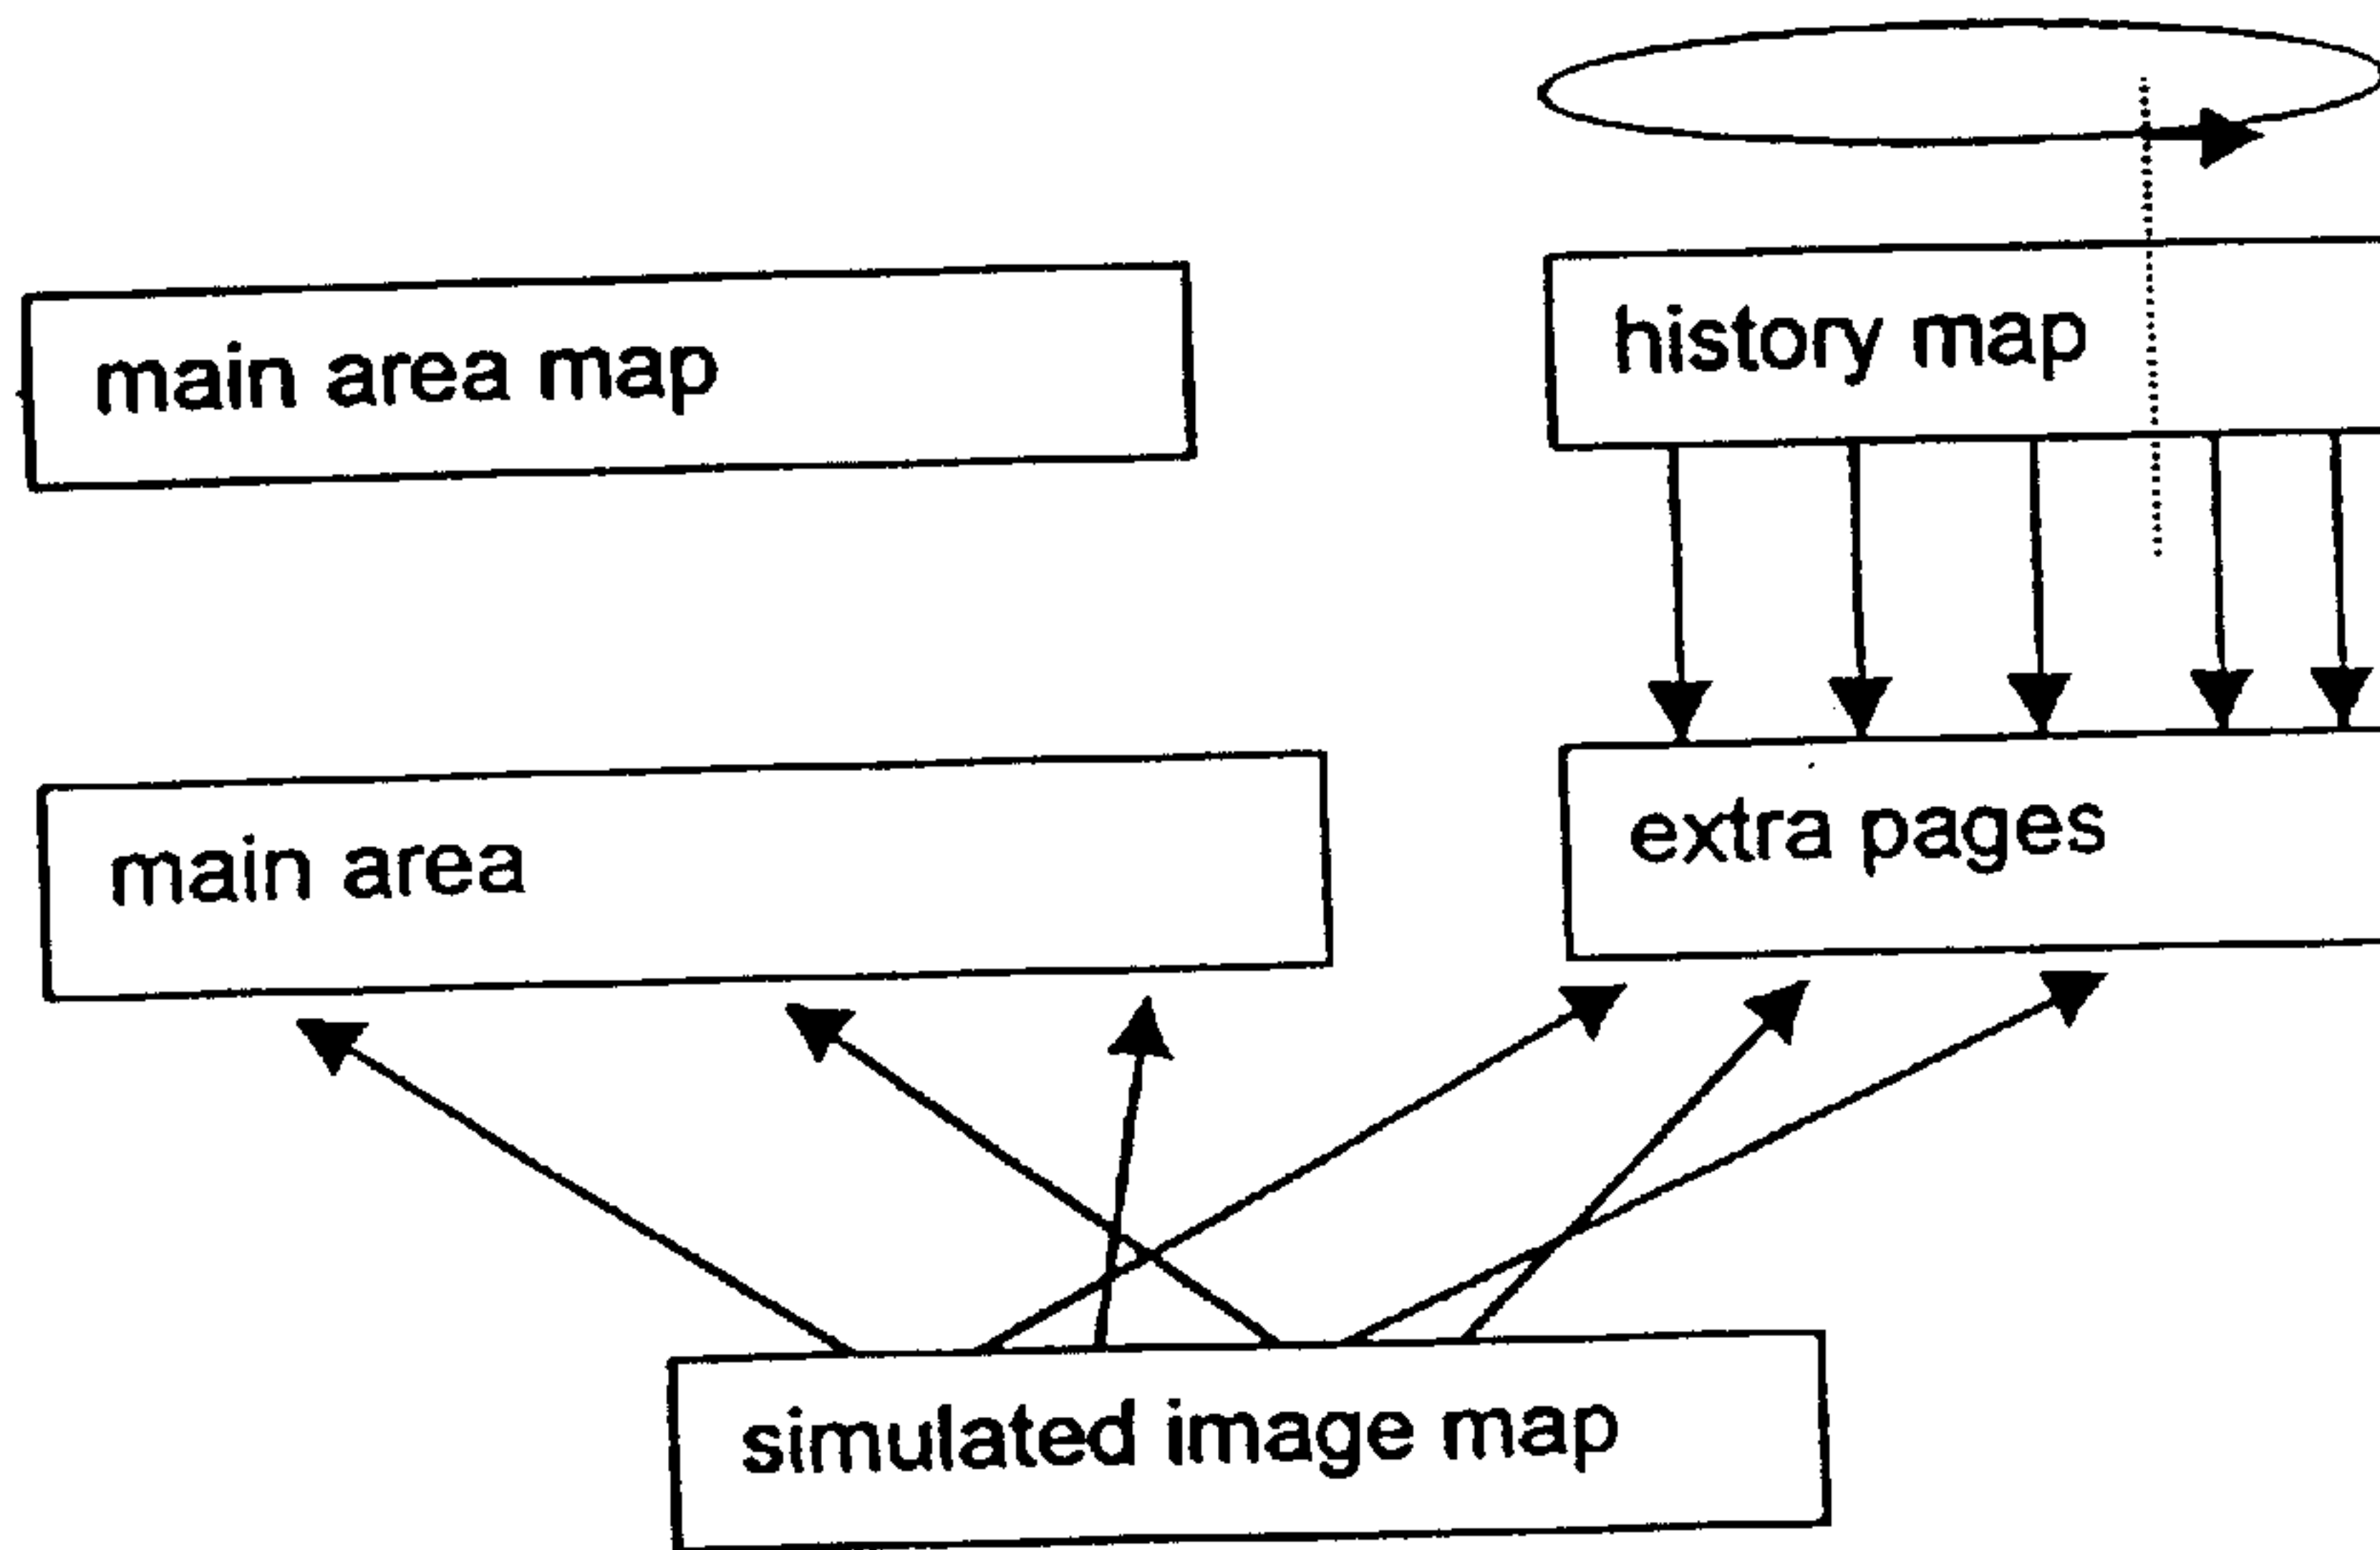 main area map
history map
main area
extra pages
simulated image map